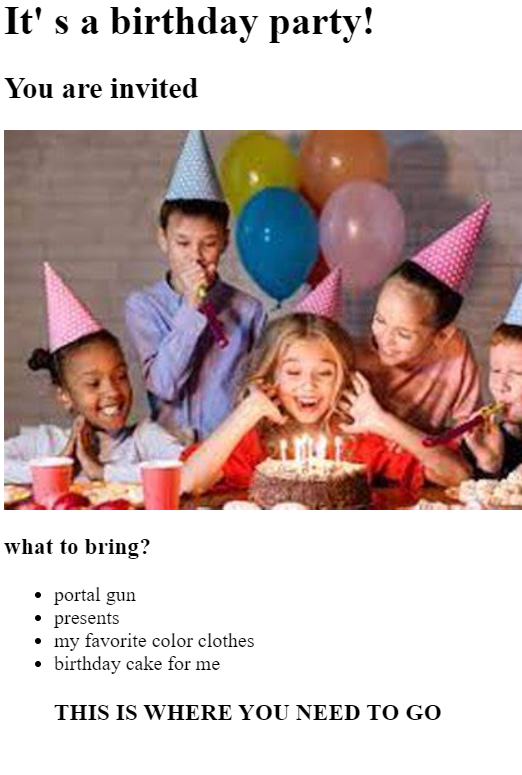 It' s a birthday party!
You are invited
what to bring?
portal gun
presents
my favorite color clothes
birthday cake for me
THIS IS WHERE YOU NEED TO GO